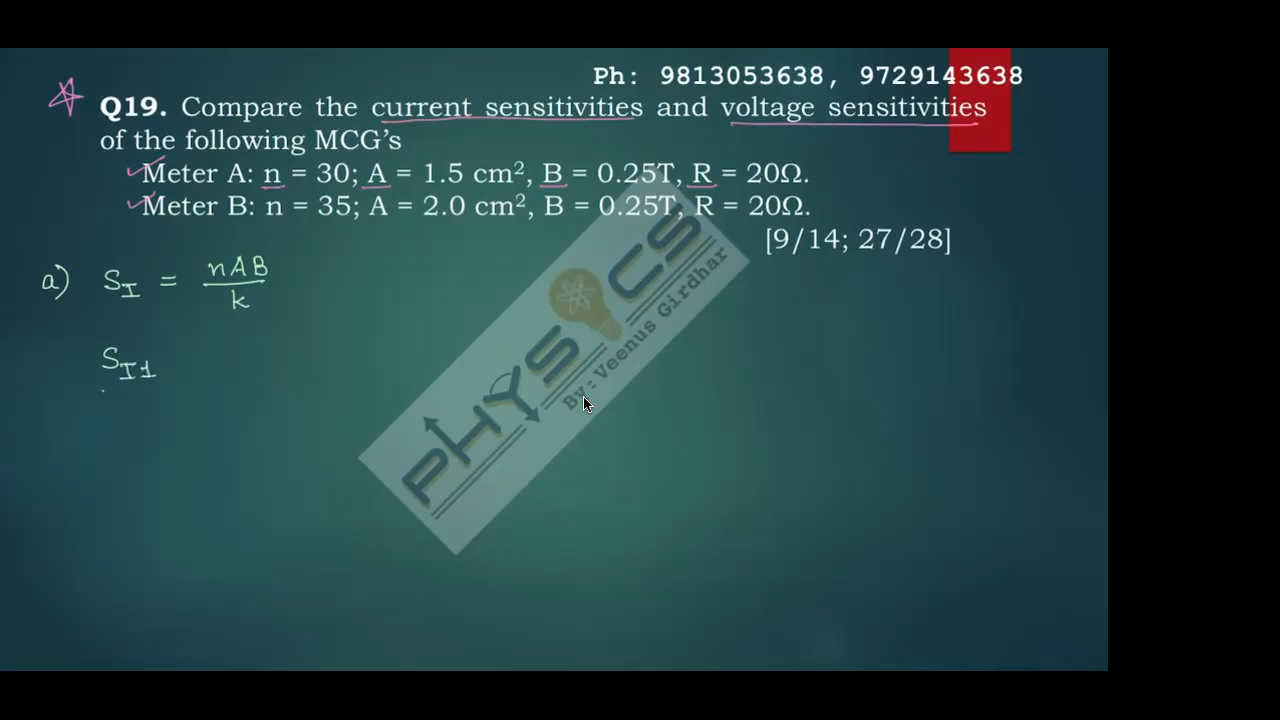 Ph: 9813053638, 9729143638
Q19. Compare the current sensitivities and voltage sensitivities
of the following MCG's
Meter A: n = 30; A = 1.5 cm², B = 0.25T, R = 20Ω.
Meter B: n = 35; A = 2.0 cm², B = 0.25T, R = 20Ω.
[9/14; 27/28]
a) S_I = nAB/k
S_I1
PHYSICS
By: Veenus Girdhar